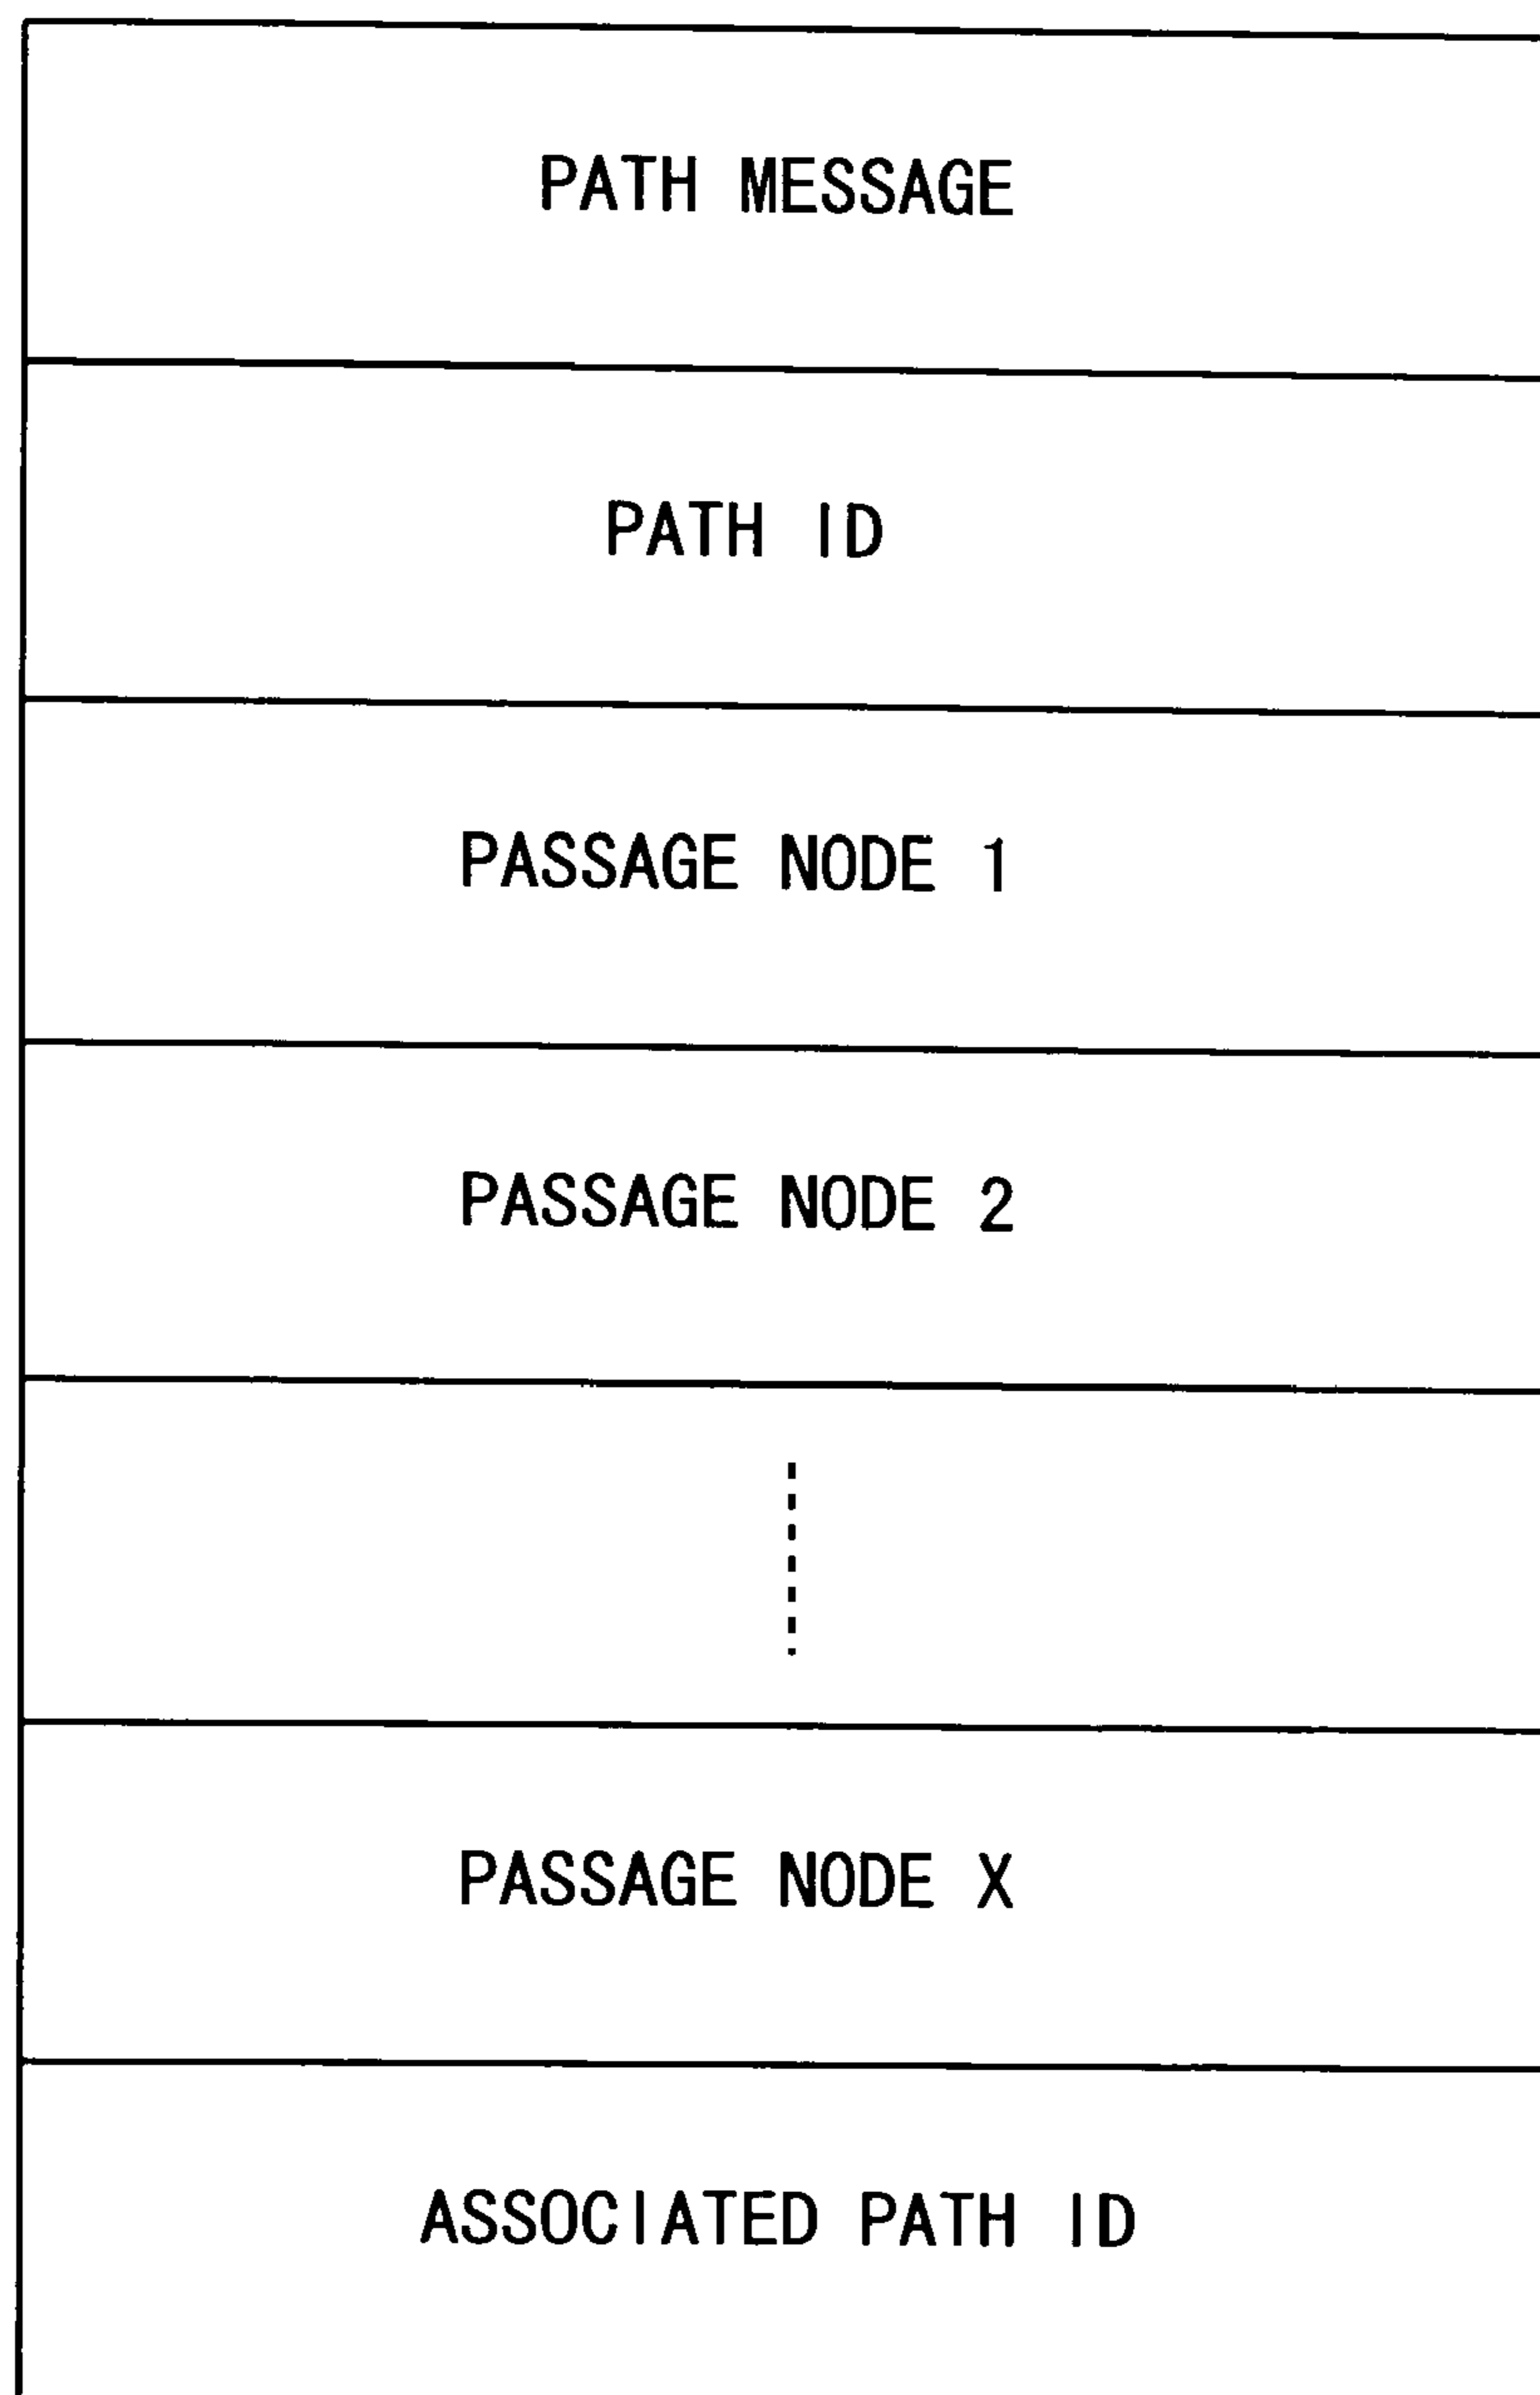 PATH MESSAGE
PATH ID
PASSAGE NODE 1
PASSAGE NODE 2
PASSAGE NODE X
ASSOCIATED PATH ID